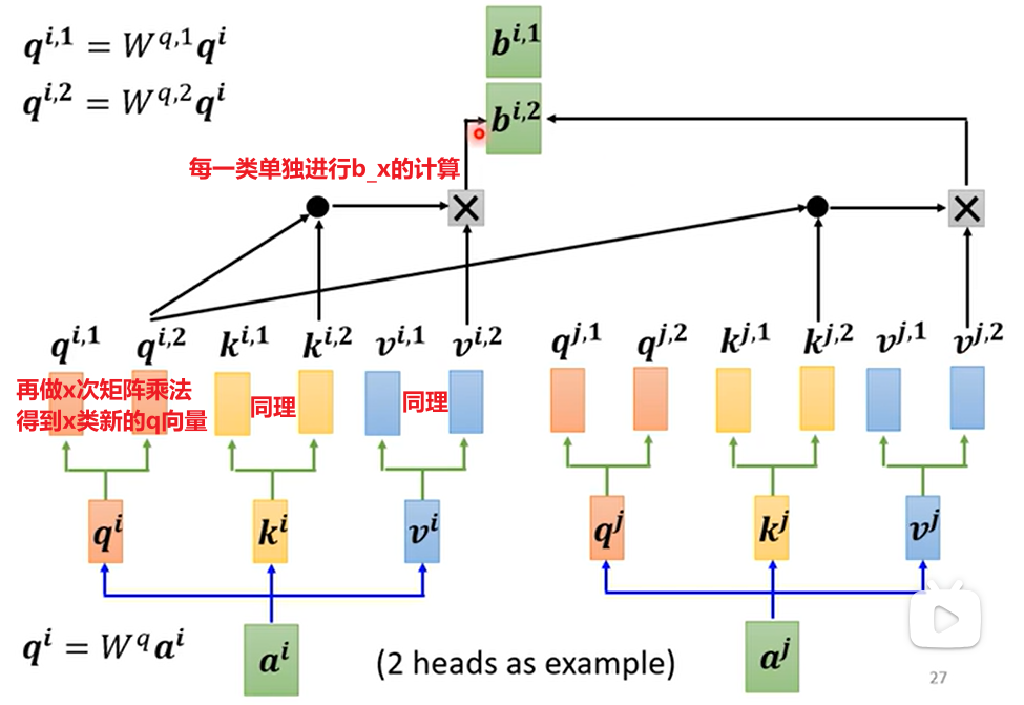 q^{i,1} = W^{q,1}q^i
q^{i,2} = W^{q,2}q^i
b^{i,1}
b^{i,2}
每一类单独进行b_x的计算
q^{i,1} q^{i,2} k^{i,1} k^{i,2} v^{i,1} v^{i,2} q^{j,1} q^{j,2} k^{j,1} k^{j,2} v^{j,1} v^{j,2}
再做x次矩阵乘法
得到x类新的q向量
同理
同理
q^i k^i v^i q^j k^j v^j
q^i = W^q a^i
a^i
(2 heads as example)
a^j
27